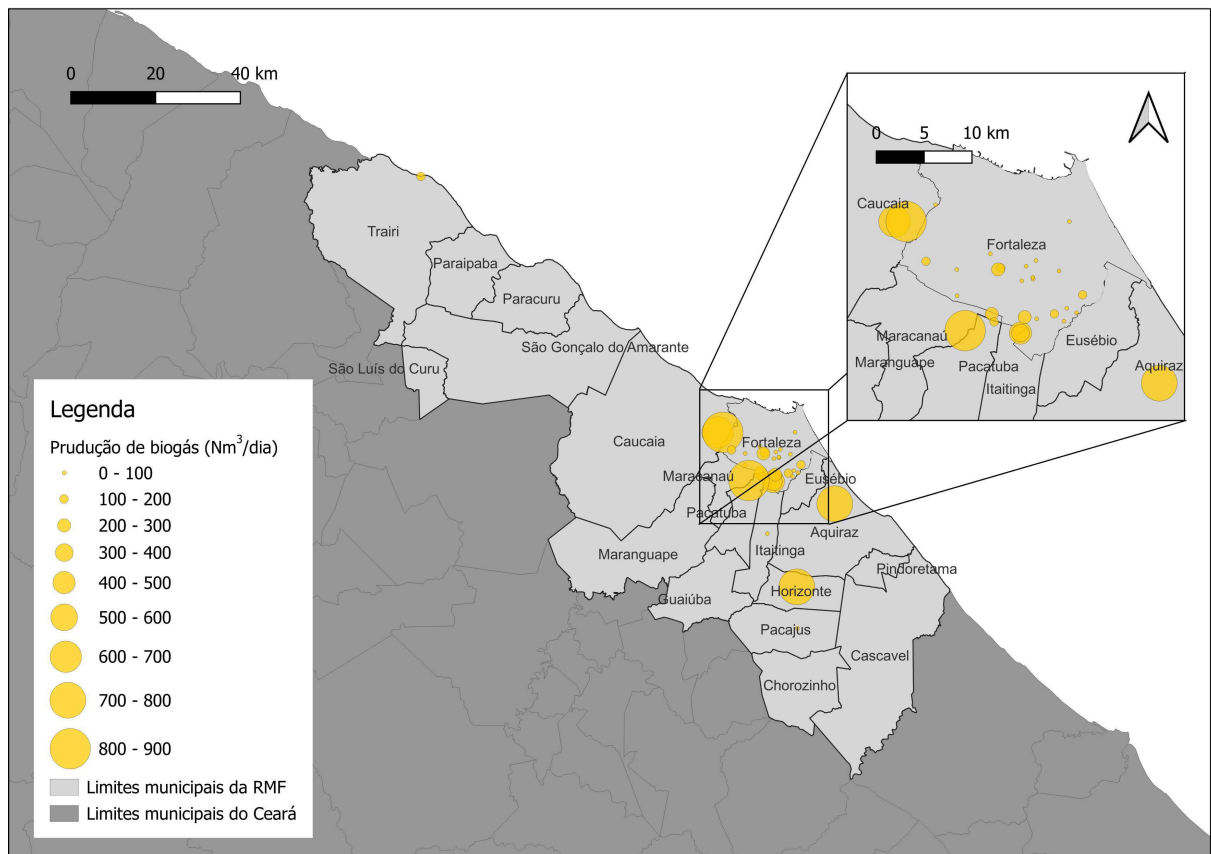 0 20 40 km
0 5 10 km
Caucaia
Fortaleza
Maracanaú
Maranguape
Pacatuba
Itaitinga
Eusébio
Aquiraz
Trairi
Paraipaba
Paracuru
São Gonçalo do Amarante
São Luís do Curu
Caucaia
Fortaleza
Maracanaú
Eusébio
Pacatuba
Aquiraz
Maranguape
Itaitinga
Pindoretama
Guaiúba
Horizonte
Pacajus
Cascavel
Chorozinho
Legenda
Prudução de biogás (Nm³/dia)
0 - 100
100 - 200
200 - 300
300 - 400
400 - 500
500 - 600
600 - 700
700 - 800
800 - 900
Limites municipais da RMF
Limites municipais do Ceará